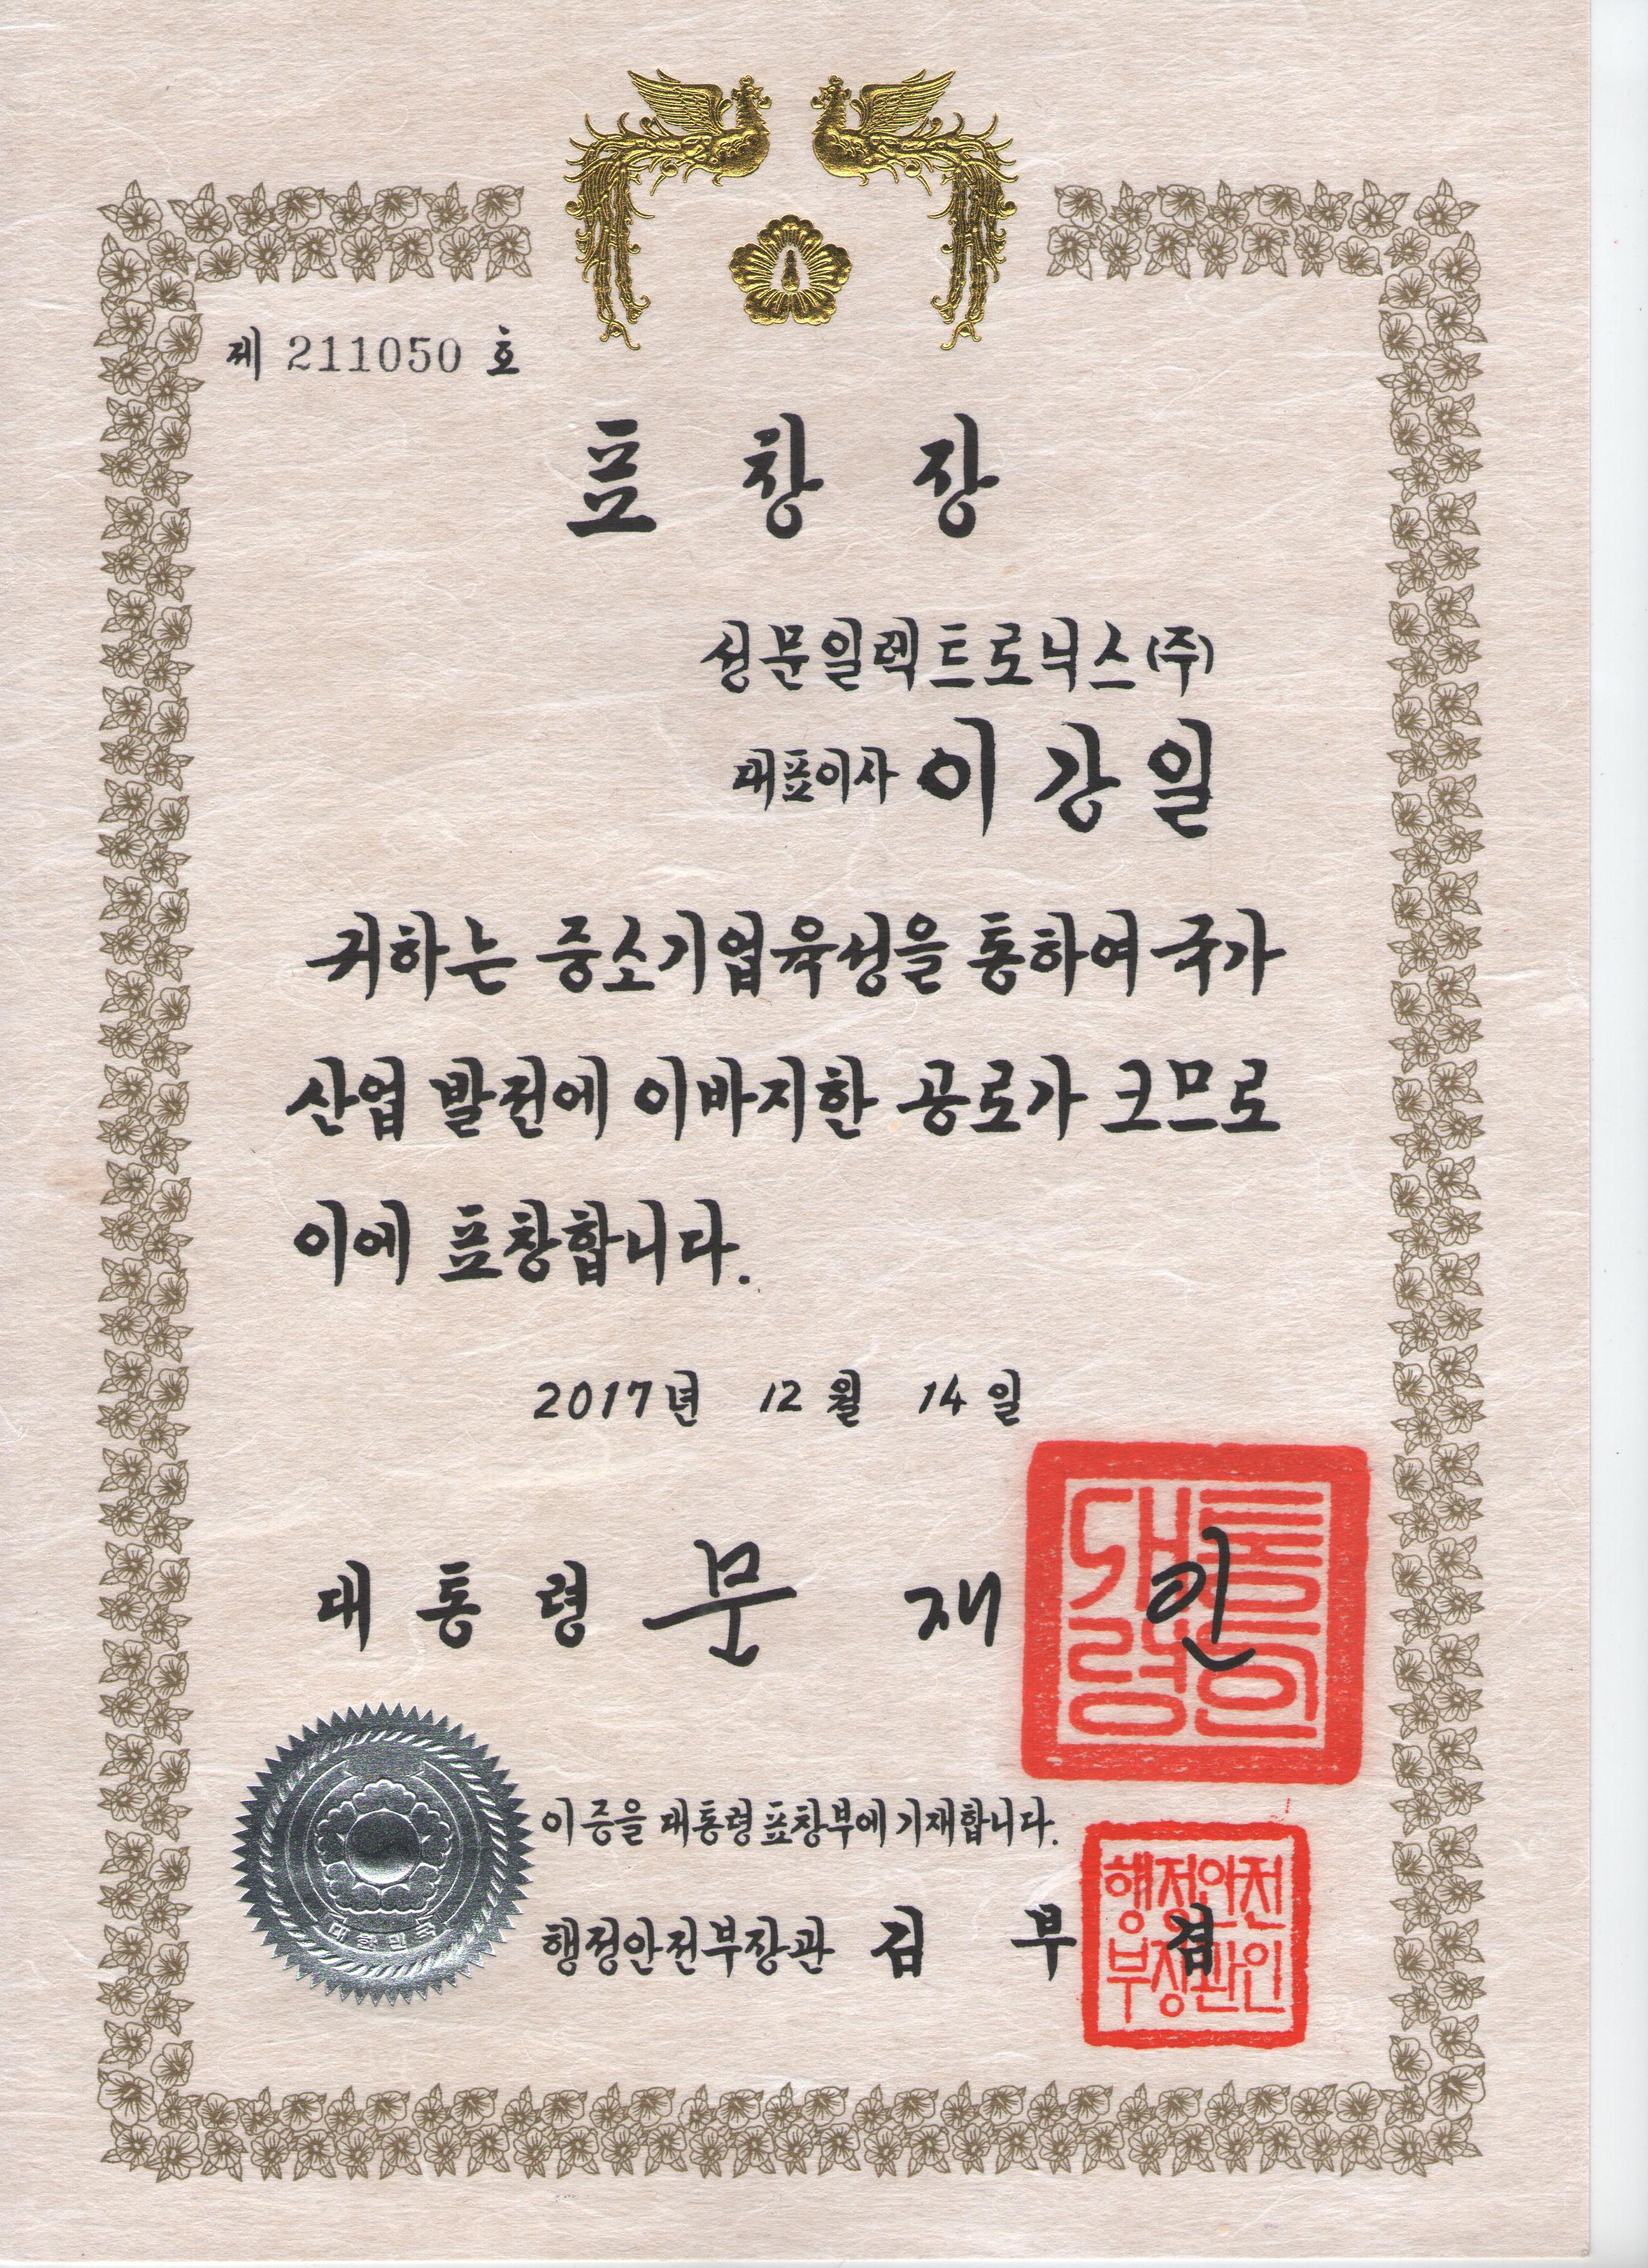 제 211050 호
표 창 장
성문일렉트로닉스(주)
대표이사 이 강 일
귀하는 중소기업육성을 통하여 국가
산업 발전에 이바지한 공로가 크므로
이에 표창합니다.
2017년 12월 14일
대 통 령 문 재 인
대통령의인
이 증을 대통령 표창부에 기재합니다.
행정안전부장관 김 부 겸
행정안전
부장관인
대한민국